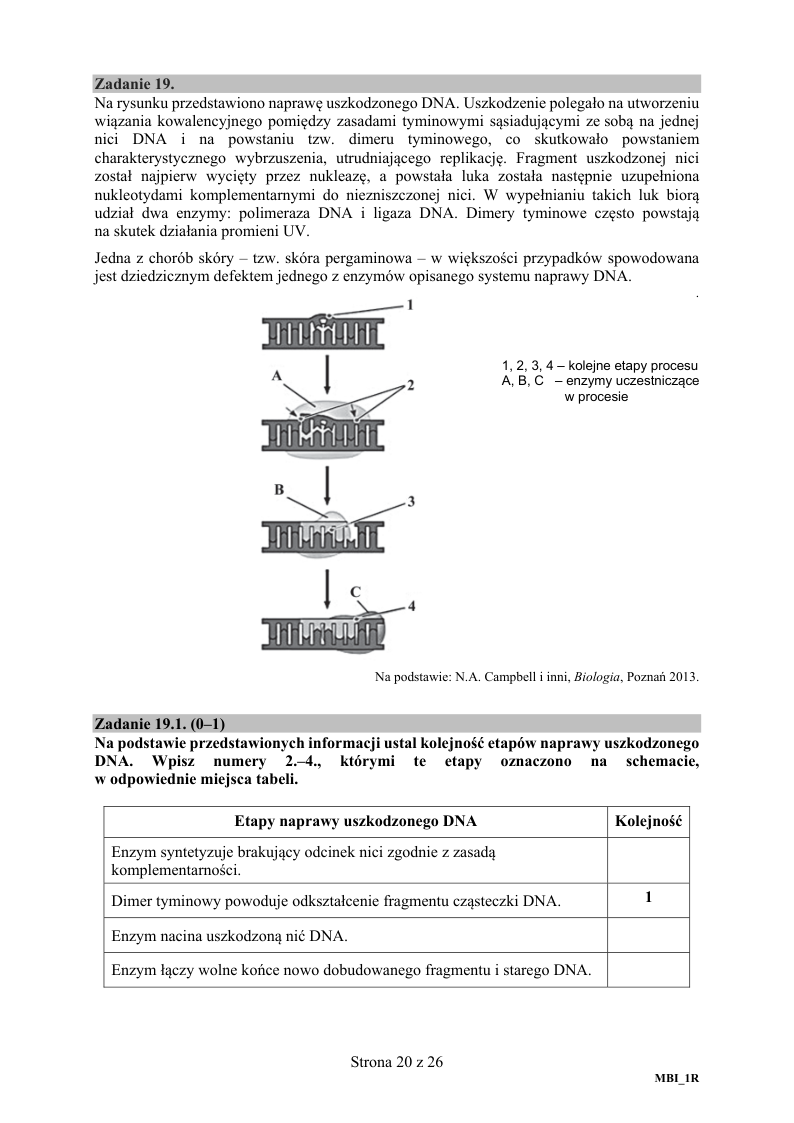 Zadanie 19.
Na rysunku przedstawiono naprawę uszkodzonego DNA. Uszkodzenie polegało na utworzeniu
wiązania kowalencyjnego pomiędzy zasadami tyminowymi sąsiadującymi ze sobą na jednej
nici DNA i na powstaniu tzw. dimeru tyminowego, co skutkowało powstaniem
charakterystycznego wybrzuszenia, utrudniającego replikację. Fragment uszkodzonej nici
został najpierw wycięty przez nukleazę, a powstała luka została następnie uzupełniona
nukleotydami komplementarnymi do niezniszczonej nici. W wypełnianiu takich luk biorą
udział dwa enzymy: polimeraza DNA i ligaza DNA. Dimery tyminowe często powstają
na skutek działania promieni UV.
Jedna z chorób skóry – tzw. skóra pergaminowa – w większości przypadków spowodowana
jest dziedzicznym defektem jednego z enzymów opisanego systemu naprawy DNA.
.
1
1, 2, 3, 4 – kolejne etapy procesu
A, B, C – enzymy uczestniczące
w procesie
A
2
B
3
C
4
Na podstawie: N.A. Campbell i inni, Biologia, Poznań 2013.
Zadanie 19.1. (0–1)
Na podstawie przedstawionych informacji ustal kolejność etapów naprawy uszkodzonego
DNA. Wpisz numery 2.–4., którymi te etapy oznaczono na schemacie,
w odpowiednie miejsca tabeli.
Etapy naprawy uszkodzonego DNA Kolejność
Enzym syntetyzuje brakujący odcinek nici zgodnie z zasadą
komplementarności.
Dimer tyminowy powoduje odkształcenie fragmentu cząsteczki DNA. 1
Enzym nacina uszkodzoną nić DNA.
Enzym łączy wolne końce nowo dobudowanego fragmentu i starego DNA.
Strona 20 z 26
MBI_1R